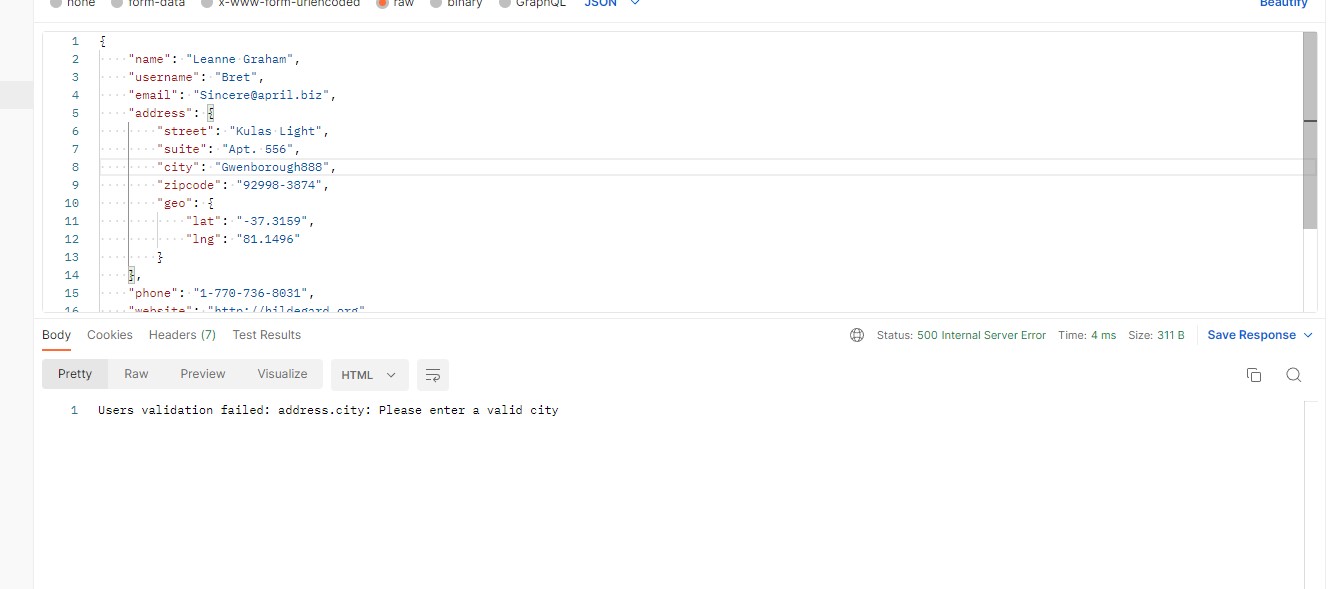 none form-data x-www-form-urlencoded raw binary GraphQL JSON Beautify
1 {
2 "name": "Leanne Graham",
3 "username": "Bret",
4 "email": "Sincere@april.biz",
5 "address": {
6 "street": "Kulas Light",
7 "suite": "Apt. 556",
8 "city": "Gwenborough888",
9 "zipcode": "92998-3874",
10 "geo": {
11 "lat": "-37.3159",
12 "lng": "81.1496"
13 }
14 },
15 "phone": "1-770-736-8031",
16 "website": "http://hildegard.org"
Body Cookies Headers (7) Test Results Status: 500 Internal Server Error Time: 4 ms Size: 311 B Save Response
Pretty Raw Preview Visualize HTML
1 Users validation failed: address.city: Please enter a valid city